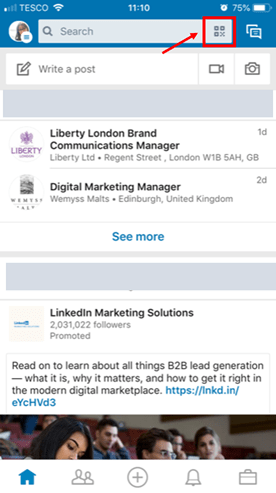 TESCO 11:10 75%
Search
Write a post
Liberty London Brand 1d
Communications Manager
Liberty Ltd • Regent Street , London W1B 5AH, GB
LIBERTY
LONDON
Digital Marketing Manager 2d
Wemyss Malts • Edinburgh, United Kingdom
WEMYSS
See more
LinkedIn Marketing Solutions
2,031,022 followers
Promoted
Read on to learn about all things B2B lead generation
— what it is, why it matters, and how to get it right in
the modern digital marketplace. https://lnkd.in/
eYcHVd3